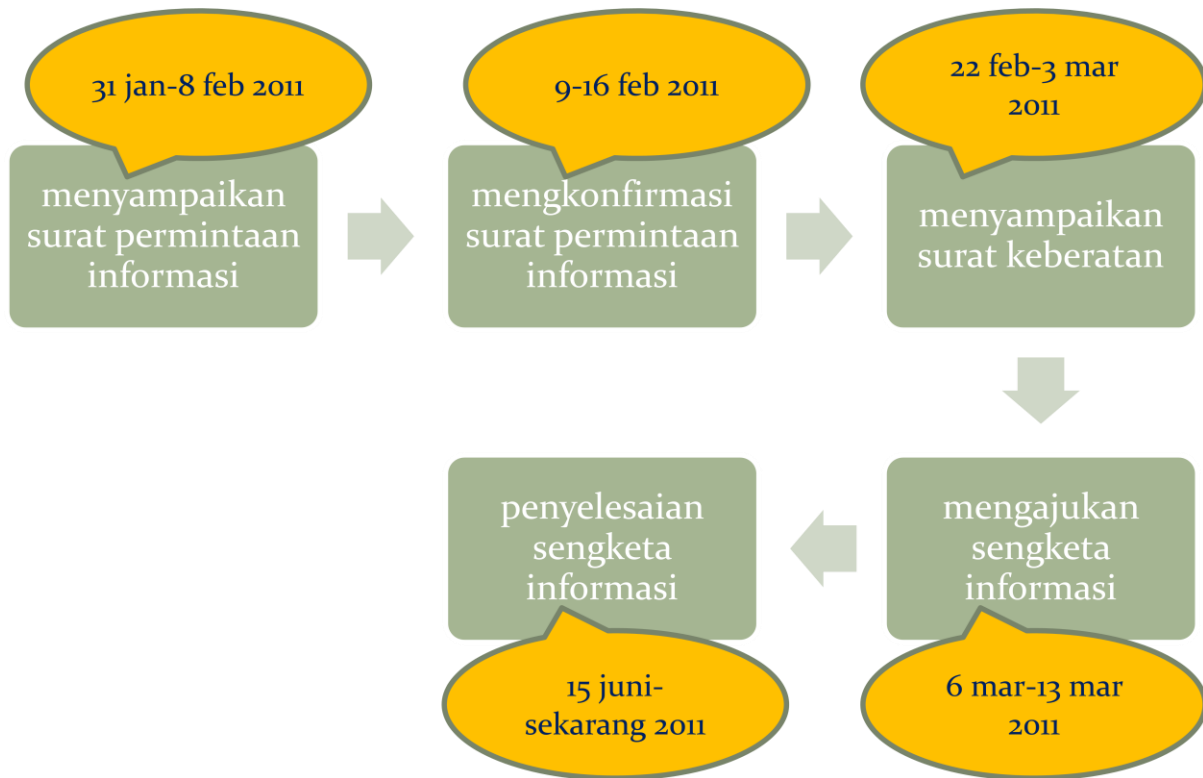 31 jan-8 feb 2011
menyampaikan
surat permintaan
informasi
9-16 feb 2011
mengkonfirmasi
surat permintaan
informasi
22 feb-3 mar
2011
menyampaikan
surat keberatan
mengajukan
sengketa
informasi
6 mar-13 mar
2011
penyelesaian
sengketa
informasi
15 juni-
sekarang 2011